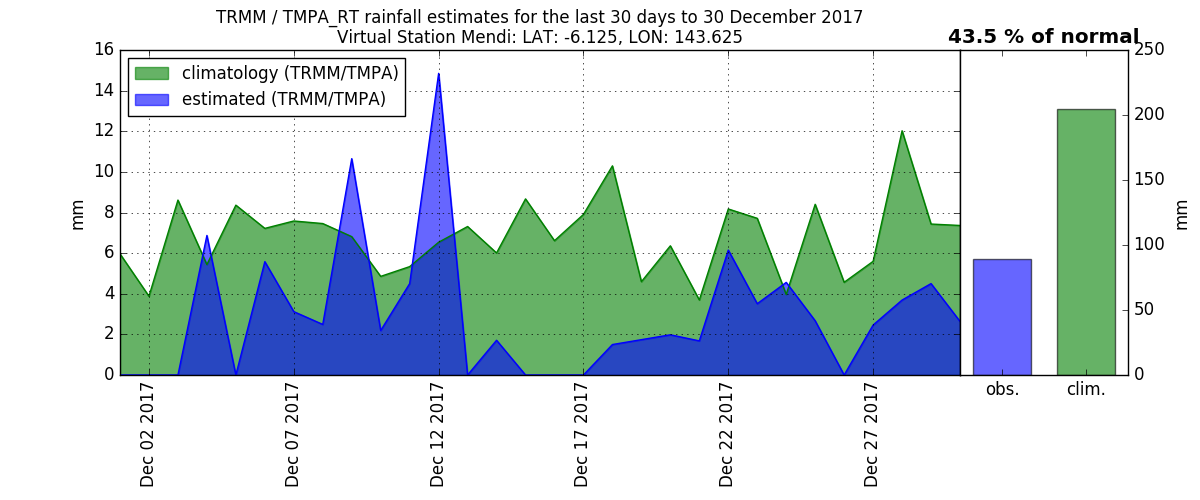 TRMM / TMPA_RT rainfall estimates for the last 30 days to 30 December 2017
Virtual Station Mendi: LAT: -6.125, LON: 143.625
43.5 % of normal
climatology (TRMM/TMPA)
estimated (TRMM/TMPA)
16
14
12
10
8
6
4
2
0
mm
Dec 02 2017
Dec 07 2017
Dec 12 2017
Dec 17 2017
Dec 22 2017
Dec 27 2017
obs.
clim.
250
200
150
100
50
0
mm